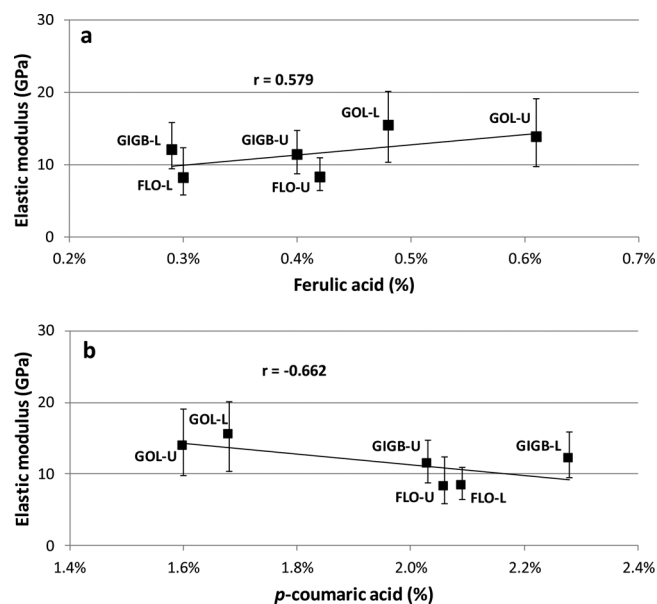 a
30
20
10
0
Elastic modulus (GPa)
r = 0.579
GIGB-L
FLO-L
GIGB-U
FLO-U
GOL-L
GOL-U
0.2% 0.3% 0.4% 0.5% 0.6% 0.7%
Ferulic acid (%)
b
30
20
10
0
Elastic modulus (GPa)
r = -0.662
GOL-U
GOL-L
GIGB-U
FLO-U
FLO-L
GIGB-L
1.4% 1.6% 1.8% 2.0% 2.2% 2.4%
p-coumaric acid (%)